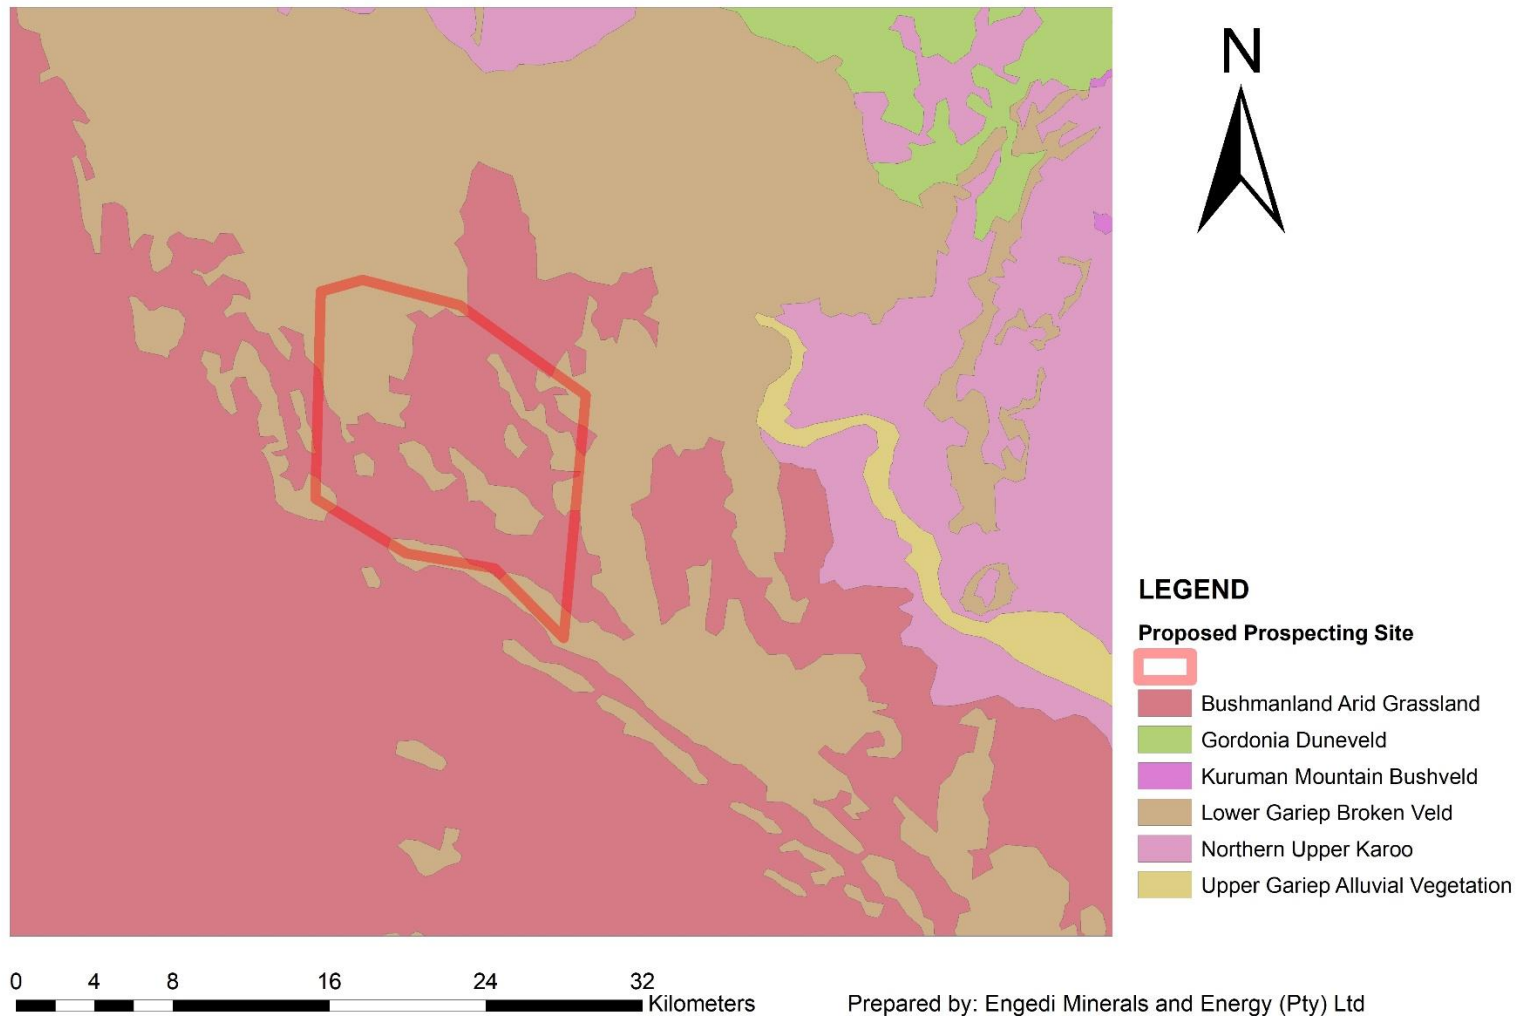 N
LEGEND
Proposed Prospecting Site
Bushmanland Arid Grassland
Gordonia Duneveld
Kuruman Mountain Bushveld
Lower Gariep Broken Veld
Northern Upper Karoo
Upper Gariep Alluvial Vegetation
0 4 8 16 24 32
Kilometers
Prepared by: Engedi Minerals and Energy (Pty) Ltd